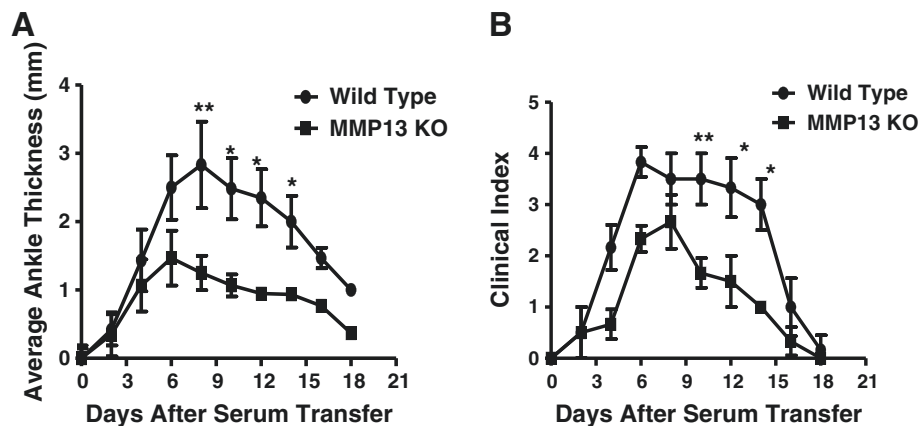 A
Average Ankle Thickness (mm)
4
3
2
1
0
0 3 6 9 12 15 18 21
Days After Serum Transfer
Wild Type
MMP13 KO
** * * *
B
Clinical Index
5
4
3
2
1
0
0 3 6 9 12 15 18 21
Days After Serum Transfer
Wild Type
MMP13 KO
** * *